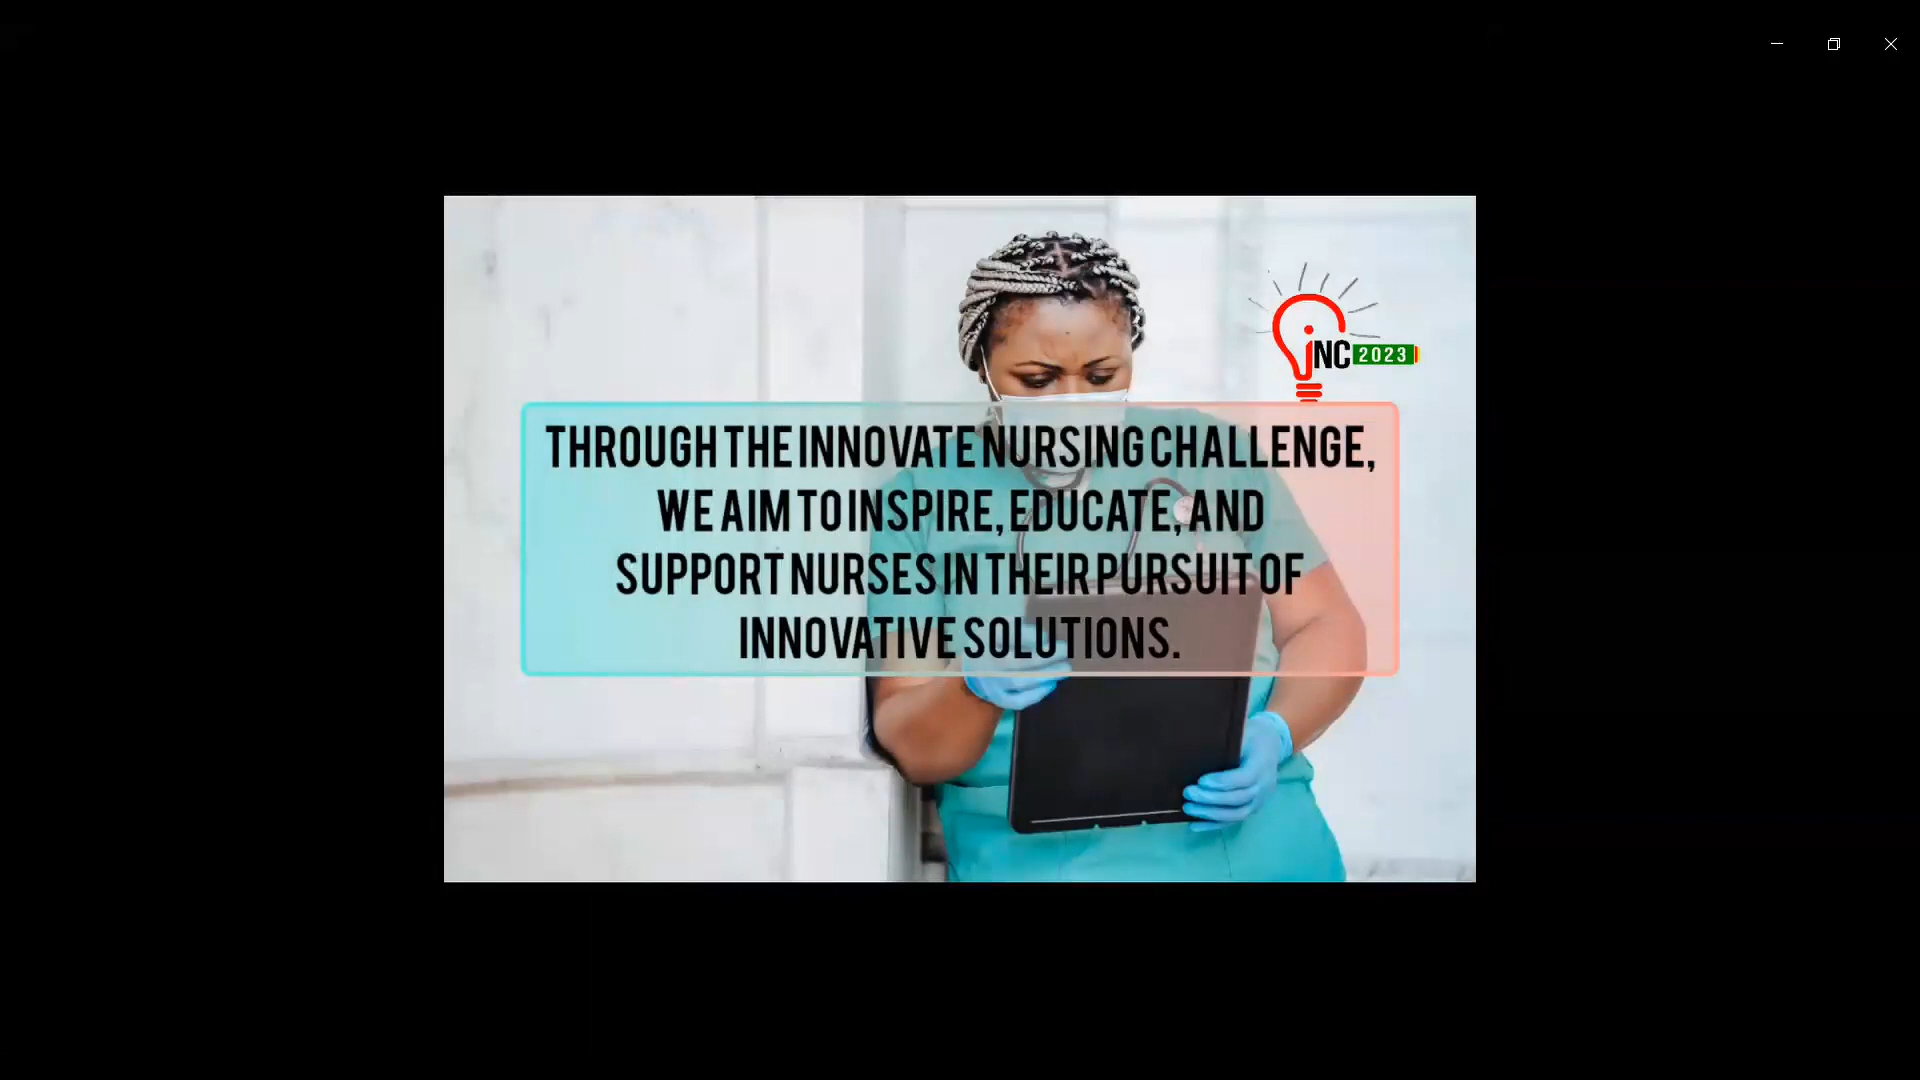 iNC 2023
THROUGH THE INNOVATE NURSING CHALLENGE,
WE AIM TO INSPIRE, EDUCATE, AND
SUPPORT NURSES IN THEIR PURSUIT OF
INNOVATIVE SOLUTIONS.